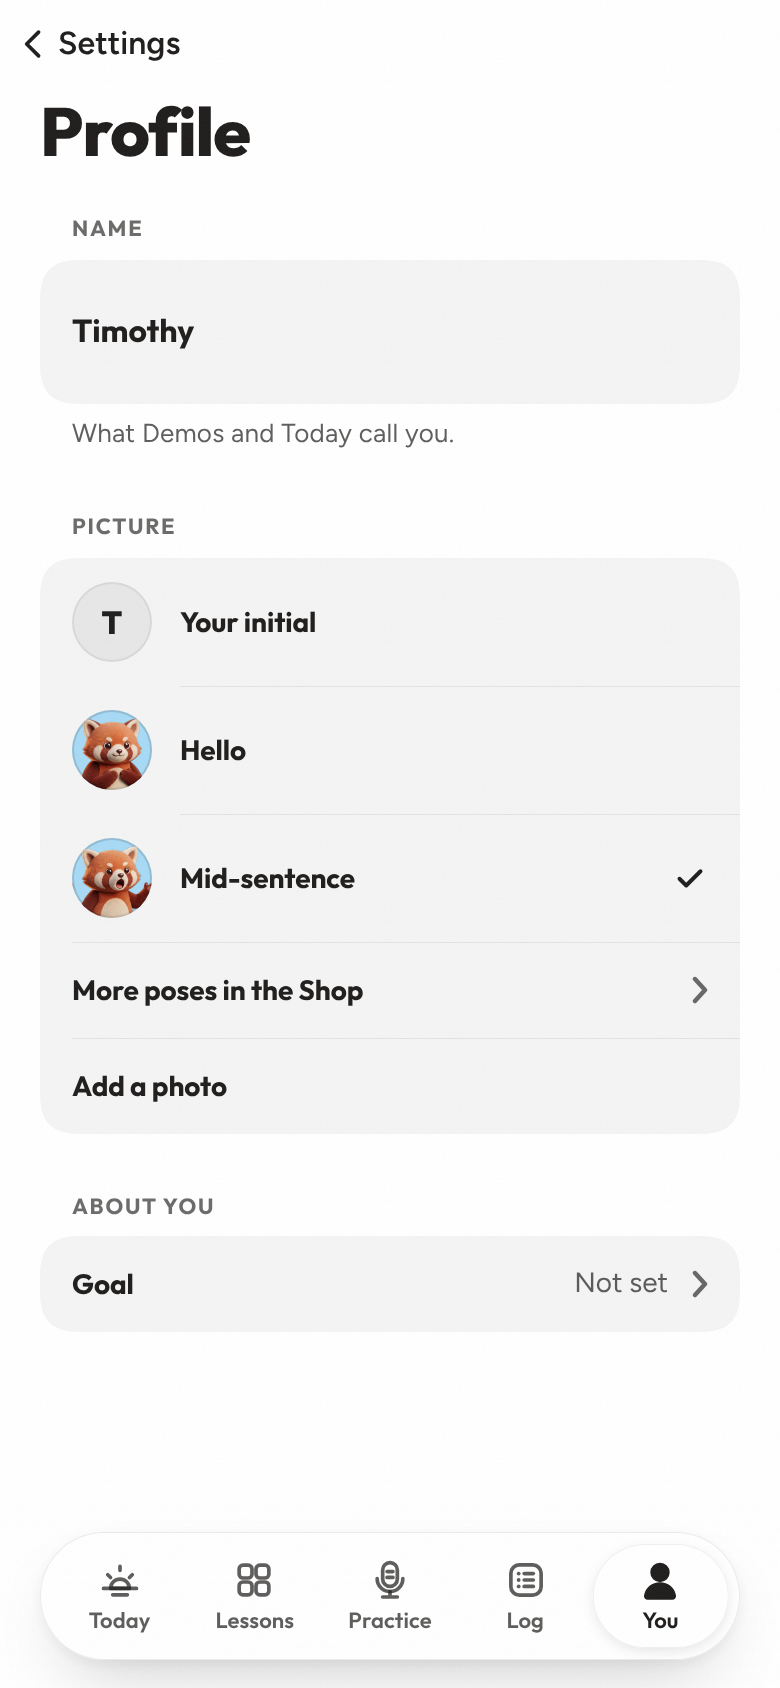 Settings
Profile
NAME
Timothy
What Demos and Today call you.
PICTURE
T
Your initial
Hello
Mid-sentence
More poses in the Shop
Add a photo
ABOUT YOU
Goal
Not set
Today
Lessons
Practice
Log
You